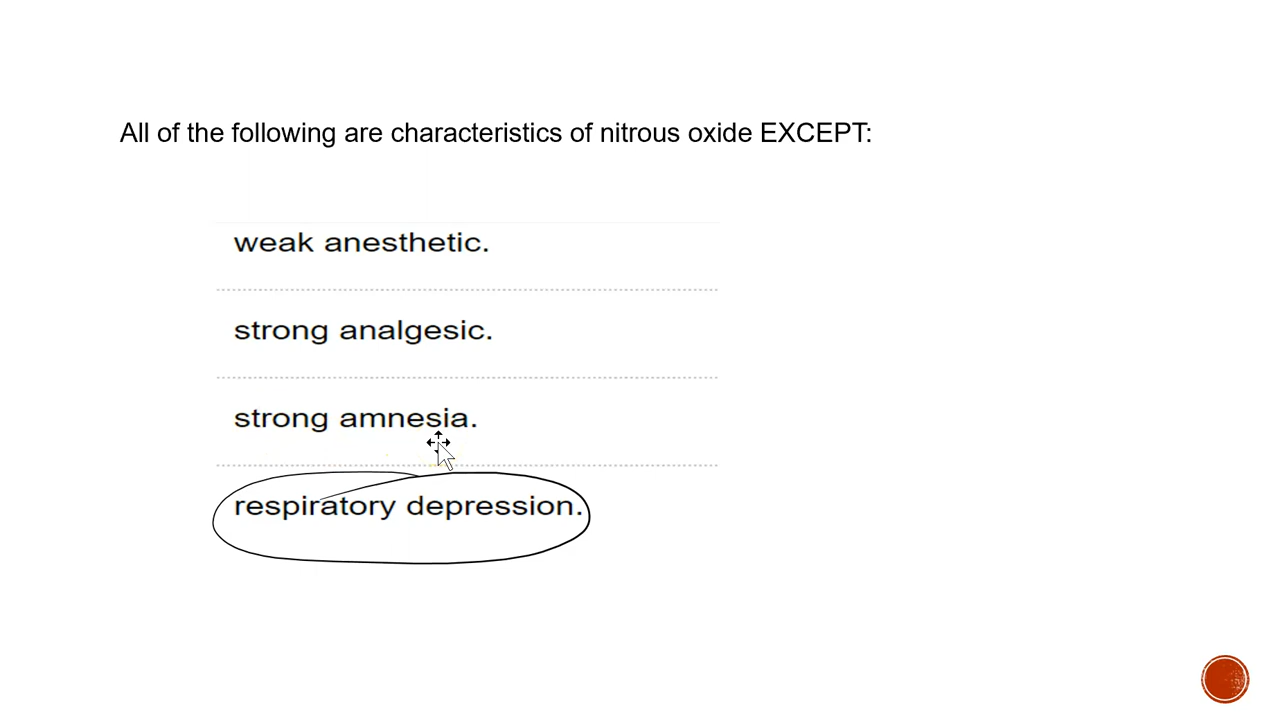 All of the following are characteristics of nitrous oxide EXCEPT:
weak anesthetic.
strong analgesic.
strong amnesia.
respiratory depression.